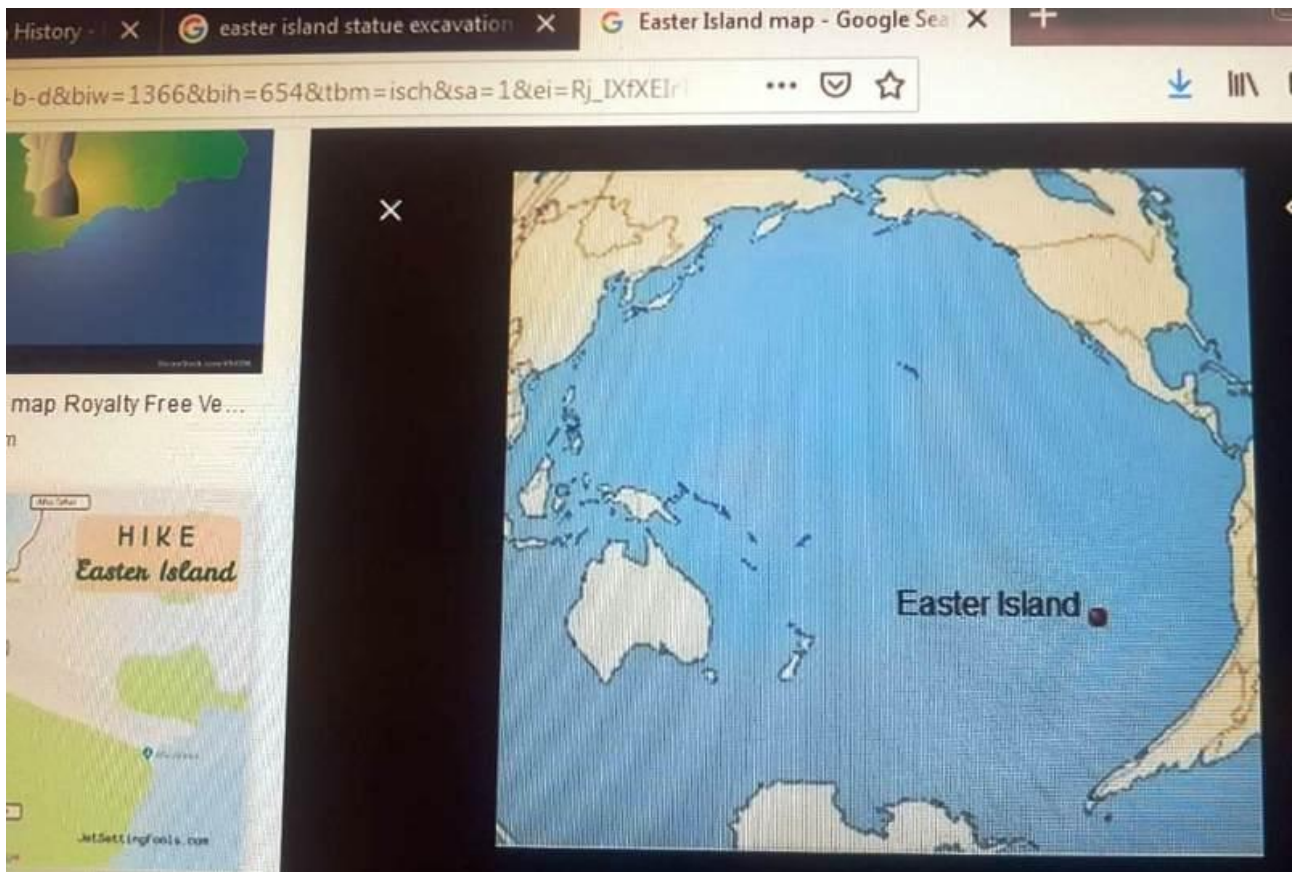 History -
easter island statue excavation
Easter Island map - Google Sea
-b-d&biw=1366&bih=654&tbm=isch&sa=1&ei=Rj_IXfXEIr
map Royalty Free Ve...
m
HIKE
Easter Island
Easter Island
JetSettingFools.com